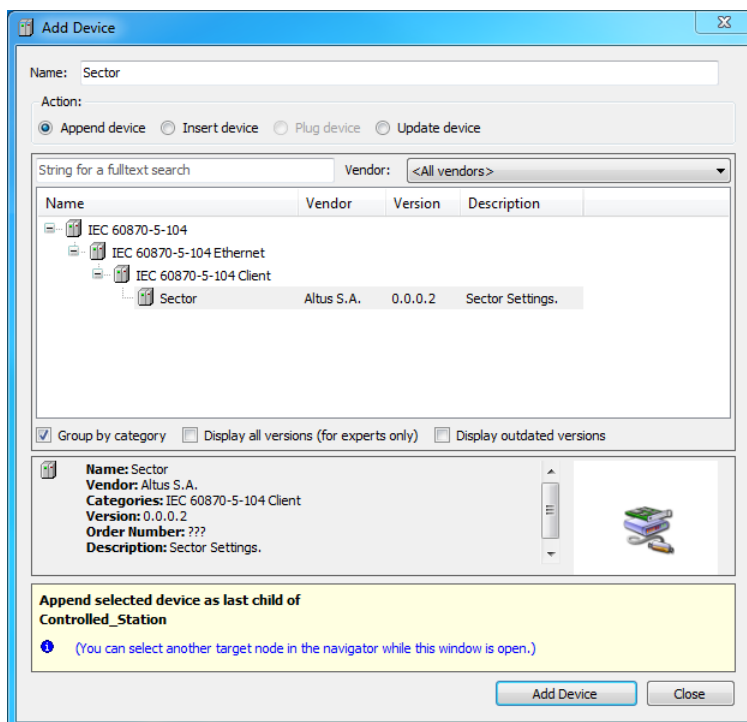 Add Device
Name: Sector
Action:
Append device Insert device Plug device Update device
String for a fulltext search Vendor: <All vendors>
Name Vendor Version Description
IEC 60870-5-104
IEC 60870-5-104 Ethernet
IEC 60870-5-104 Client
Sector Altus S.A. 0.0.0.2 Sector Settings.
Group by category Display all versions (for experts only) Display outdated versions
Name: Sector
Vendor: Altus S.A.
Categories: IEC 60870-5-104 Client
Version: 0.0.0.2
Order Number: ???
Description: Sector Settings.
Append selected device as last child of
Controlled_Station
(You can select another target node in the navigator while this window is open.)
Add Device Close